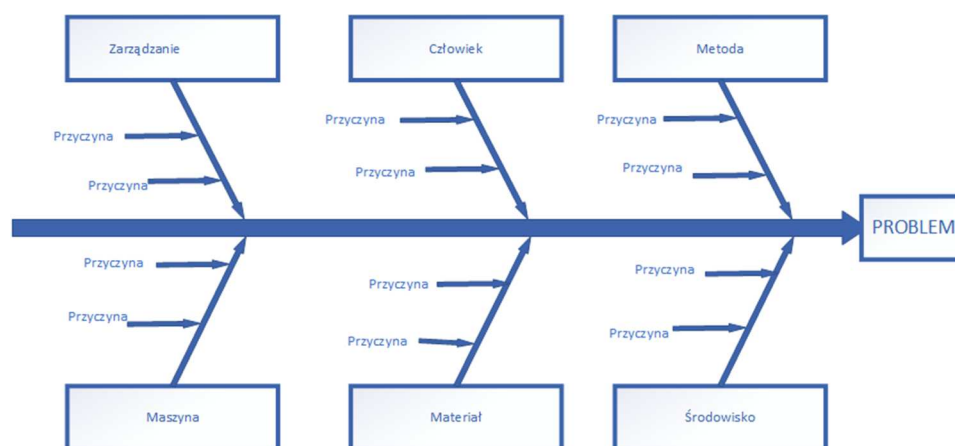 Zarządzanie
Człowiek
Metoda
Przyczyna
Przyczyna
Przyczyna
Przyczyna
Przyczyna
Przyczyna
PROBLEM
Przyczyna
Przyczyna
Przyczyna
Przyczyna
Przyczyna
Przyczyna
Maszyna
Materiał
Środowisko